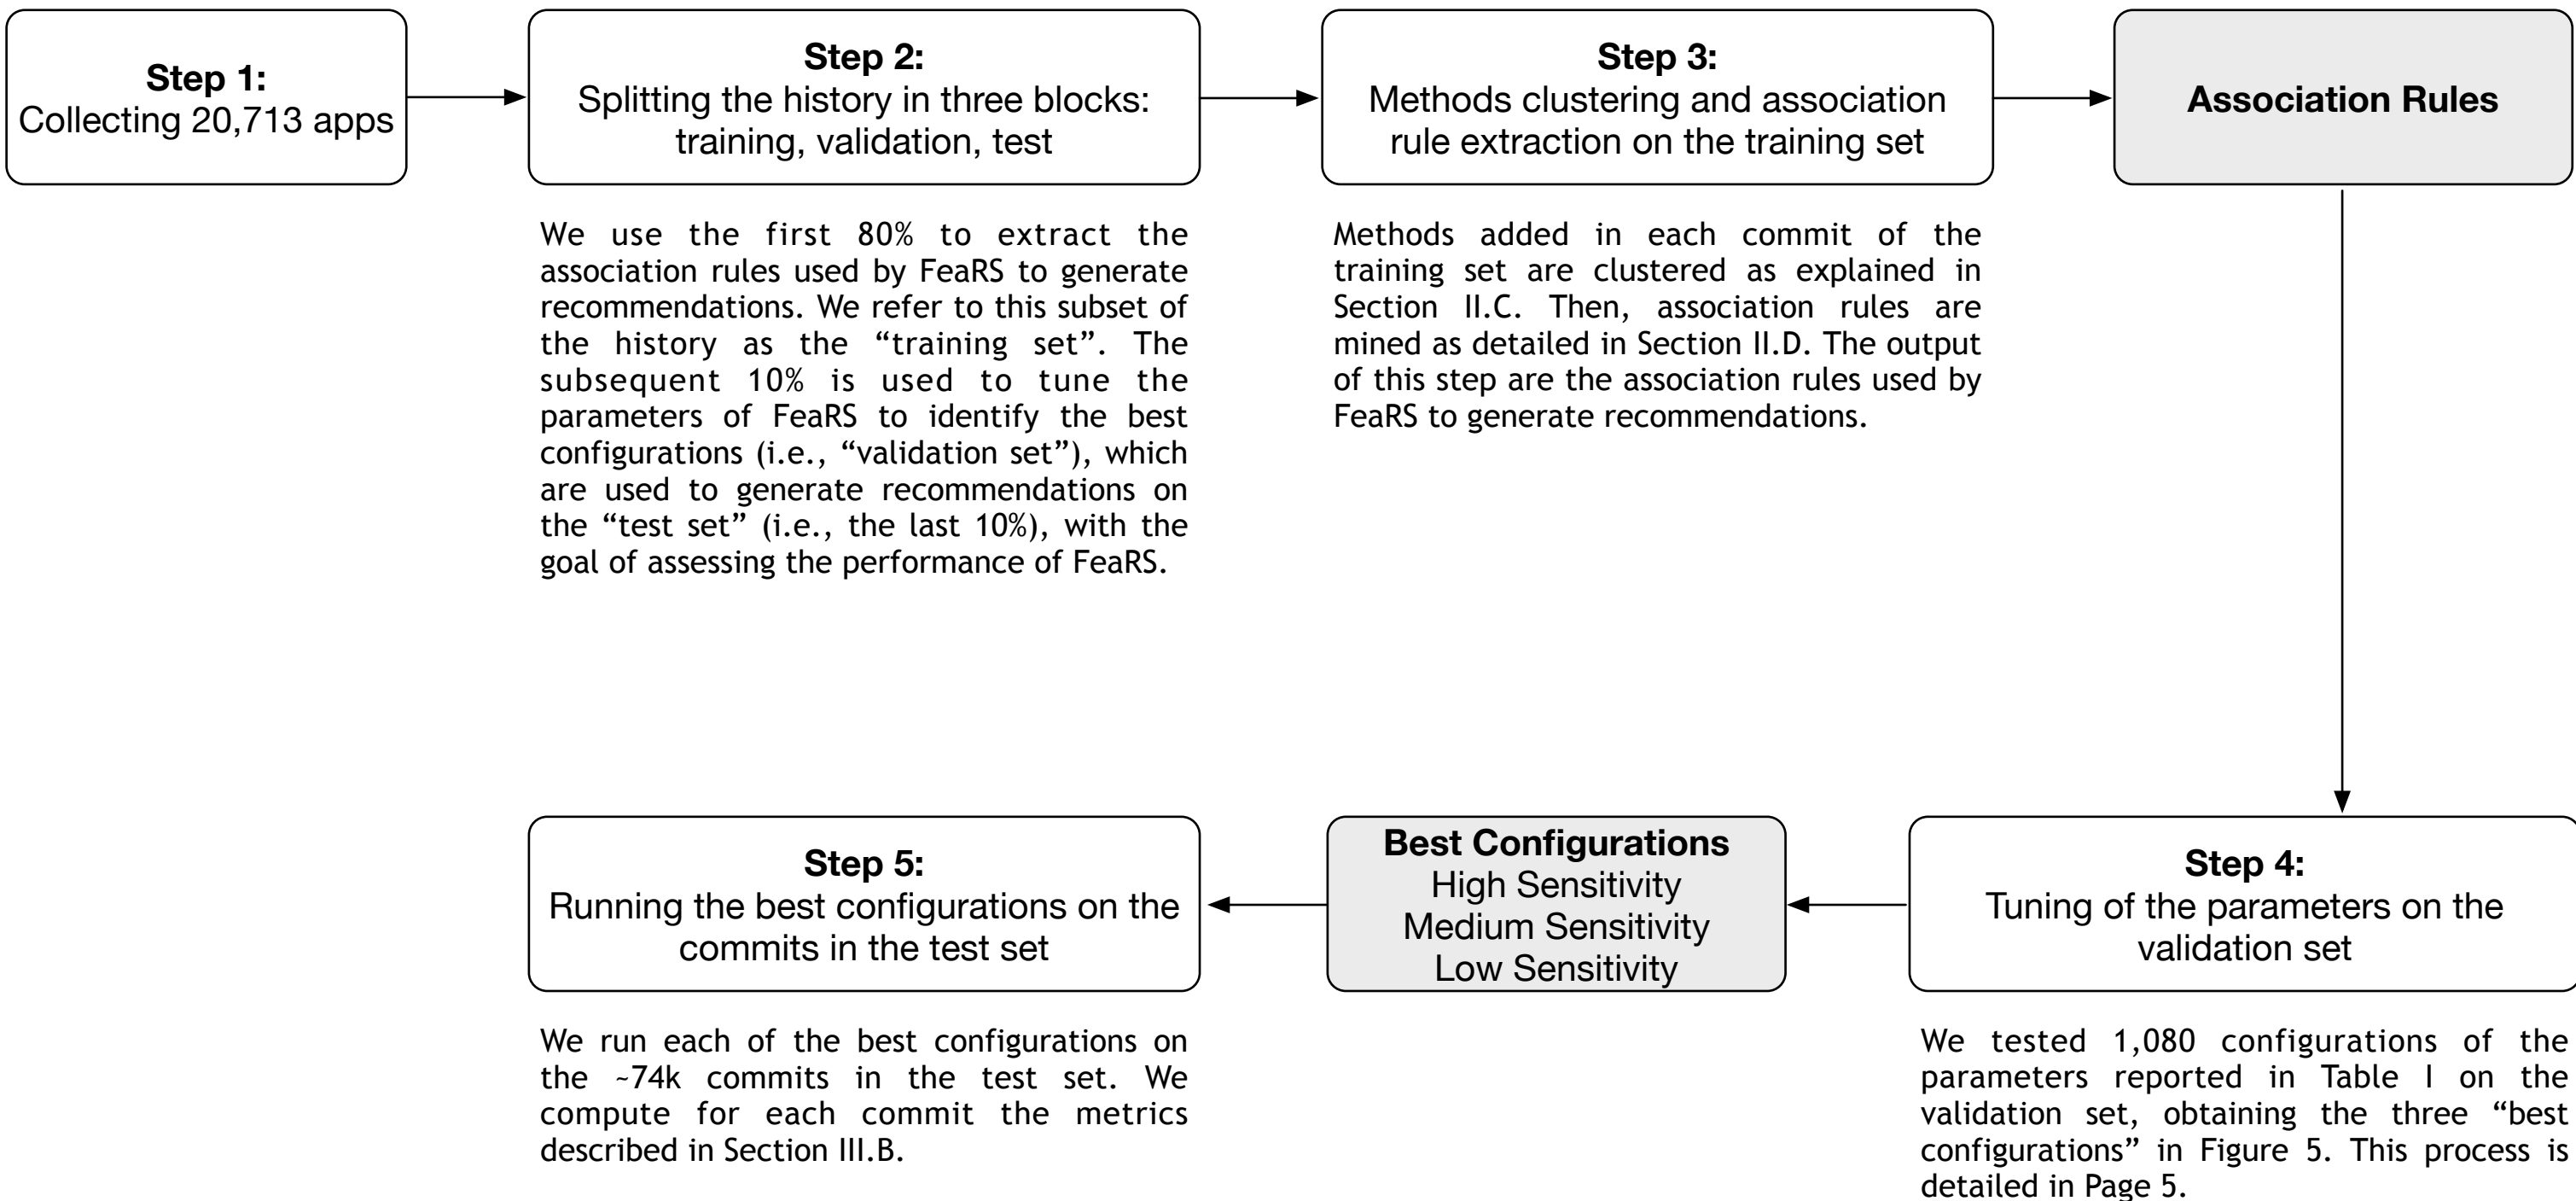 Step 1:
Collecting 20,713 apps
Step 2:
Splitting the history in three blocks:
training, validation, test
We use the first 80% to extract the
association rules used by FeaRS to generate
recommendations. We refer to this subset of
the history as the “training set”. The
subsequent 10% is used to tune the
parameters of FeaRS to identify the best
configurations (i.e., “validation set”), which
are used to generate recommendations on
the “test set” (i.e., the last 10%), with the
goal of assessing the performance of FeaRS.
Step 3:
Methods clustering and association
rule extraction on the training set
Methods added in each commit of the
training set are clustered as explained in
Section II.C. Then, association rules are
mined as detailed in Section II.D. The output
of this step are the association rules used by
FeaRS to generate recommendations.
Association Rules
Step 4:
Tuning of the parameters on the
validation set
We tested 1,080 configurations of the
parameters reported in Table I on the
validation set, obtaining the three “best
configurations” in Figure 5. This process is
detailed in Page 5.
Best Configurations
High Sensitivity
Medium Sensitivity
Low Sensitivity
Step 5:
Running the best configurations on the
commits in the test set
We run each of the best configurations on
the ~74k commits in the test set. We
compute for each commit the metrics
described in Section III.B.